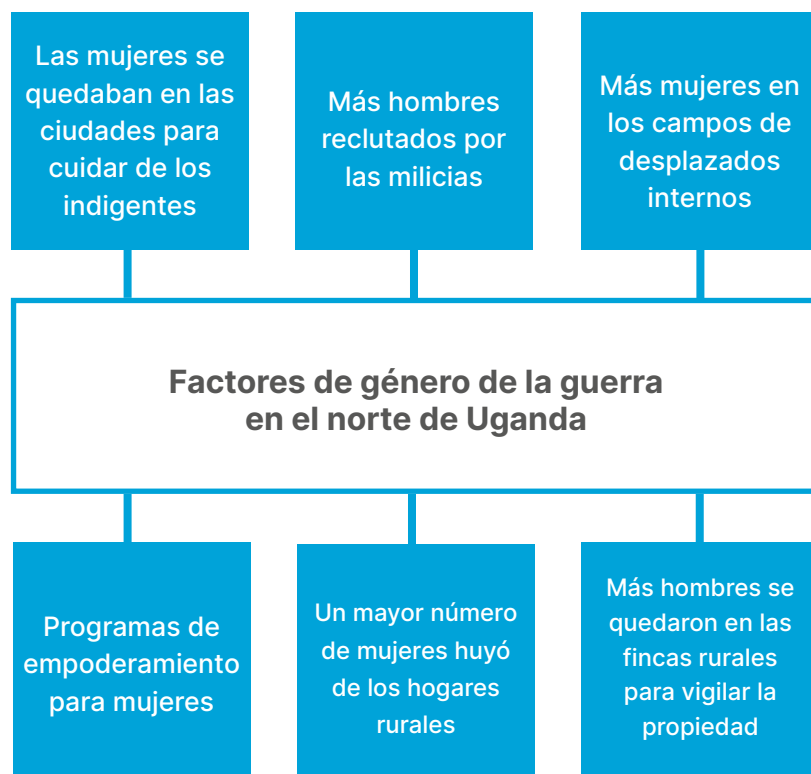 Las mujeres se
quedaban en las
ciudades para
cuidar de los
indigentes
Más hombres
reclutados por
las milicias
Más mujeres en
los campos de
desplazados
internos
Factores de género de la guerra
en el norte de Uganda
Programas de
empoderamiento
para mujeres
Un mayor número
de mujeres huyó
de los hogares
rurales
Más hombres se
quedaron en las
fincas rurales
para vigilar la
propiedad